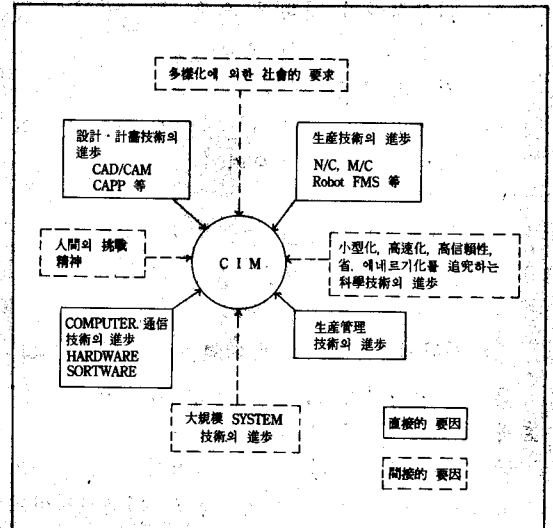 多樣化에 의한 社會的 要求
設計·計畫技術의
進步
CAD/CAM
CAPP 等
生産技術의 進步
N/C, M/C
Robot FMS 等
人間의 挑戰
精神
C I M
小型化, 高速化, 高信賴性,
省. 에네르기化를 追究하는
科學技術의 進步
COMPUTER. 通信
技術의 進步
HARDWARE
SORTWARE
生産管理
技術의 進步
大規模 SYSTEM
技術의 進步
直接的 要因
間接的 要因